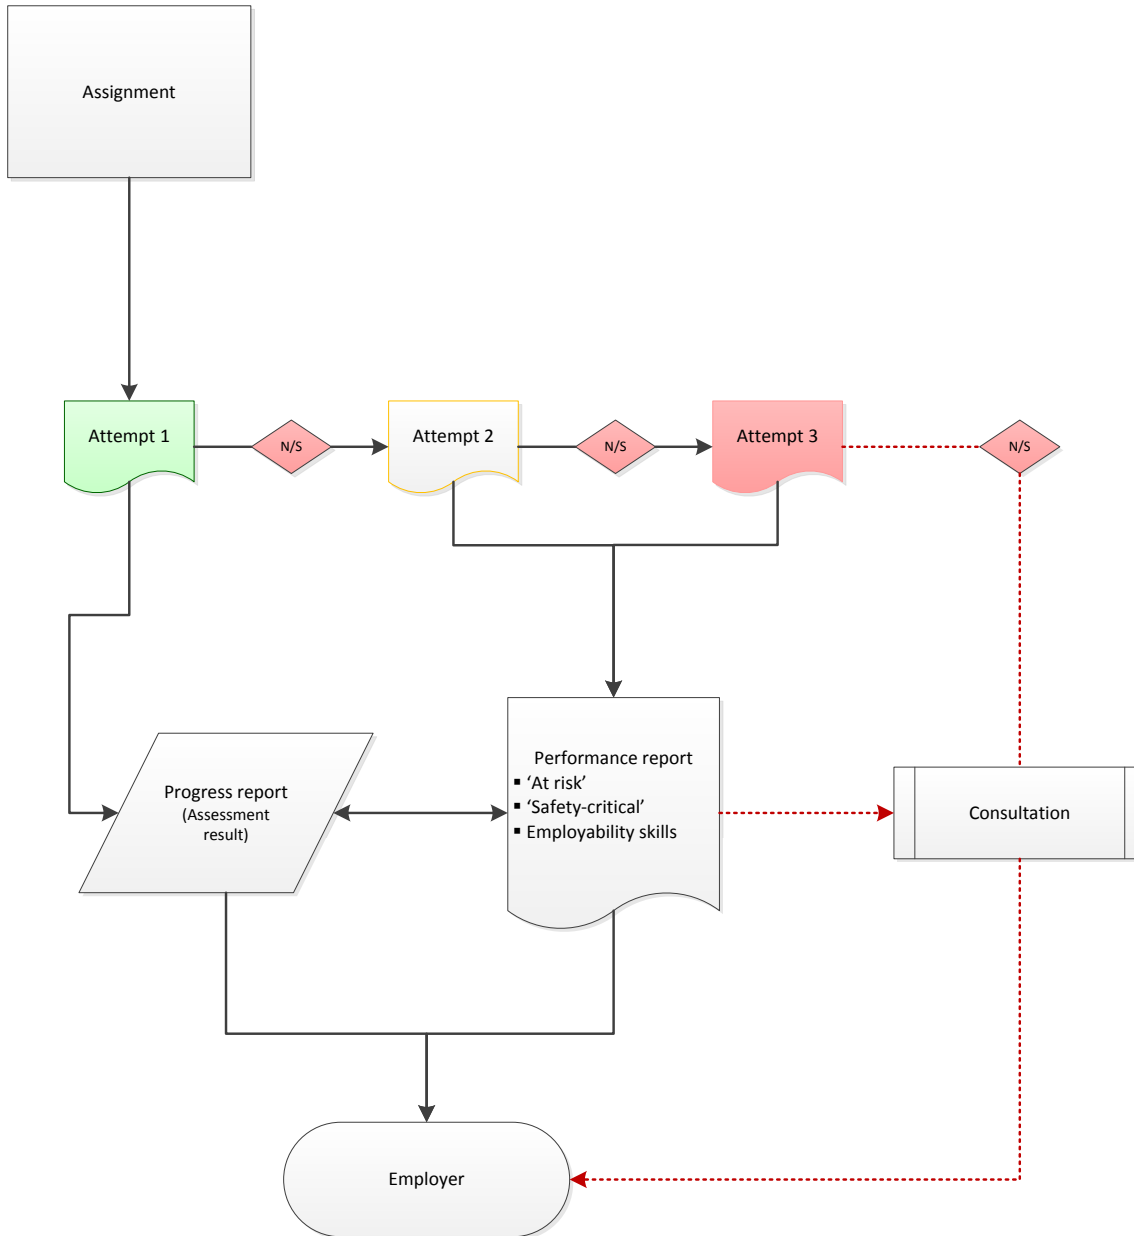 Assignment
Attempt 1
N/S
Attempt 2
N/S
Attempt 3
N/S
Progress report
(Assessment
result)
Performance report
▪ ‘At risk’
▪ ‘Safety-critical’
▪ Employability skills
Consultation
Employer